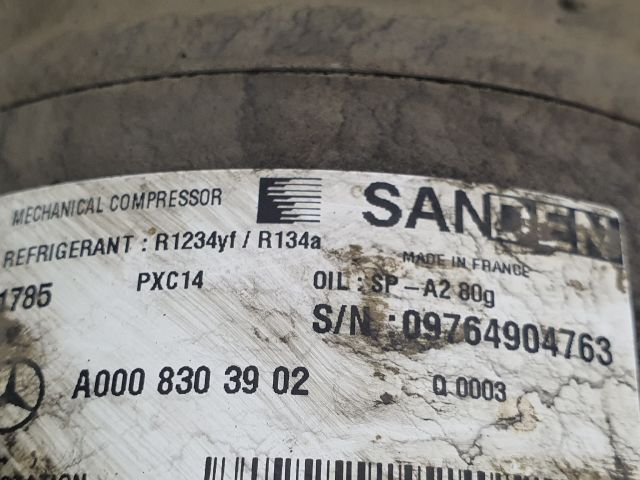 MECHANICAL COMPRESSOR
SANDEN
REFRIGERANT : R1234yf / R134a
MADE IN FRANCE
1785 PXC14
OIL : SP - A2 80g
S/N : 09764904763
A000 830 39 02
Q 0003